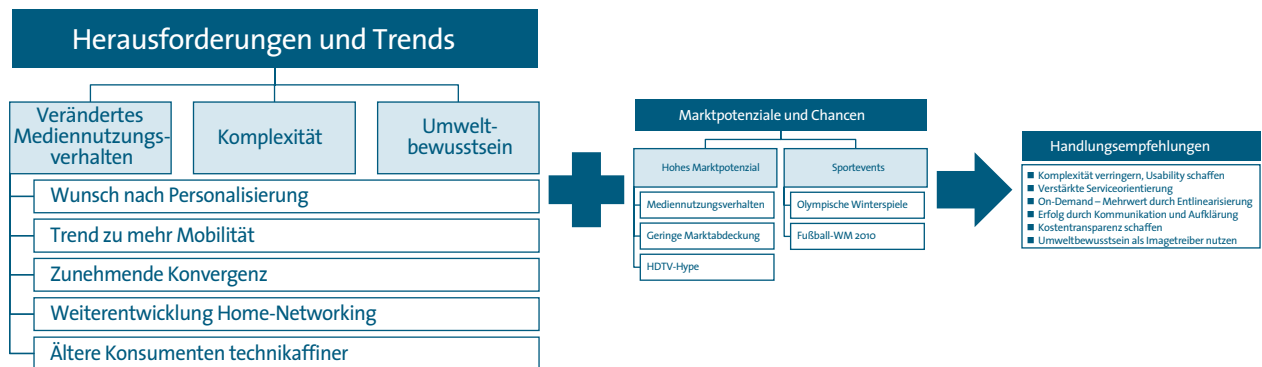 Herausforderungen und Trends
Verändertes
Mediennutzungs-
verhalten
Komplexität
Umwelt-
bewusstsein
Wunsch nach Personalisierung
Trend zu mehr Mobilität
Zunehmende Konvergenz
Weiterentwicklung Home-Networking
Ältere Konsumenten technikaffiner
Marktpotenziale und Chancen
Hohes Marktpotenzial
Mediennutzungsverhalten
Geringe Marktabdeckung
HDTV-Hype
Sportevents
Olympische Winterspiele
Fußball-WM 2010
Handlungsempfehlungen
■ Komplexität verringern, Usability schaffen
■ Verstärkte Serviceorientierung
■ On-Demand – Mehrwert durch Entlinearisierung
■ Erfolg durch Kommunikation und Aufklärung
■ Kostentransparenz schaffen
■ Umweltbewusstsein als Imagetreiber nutzen